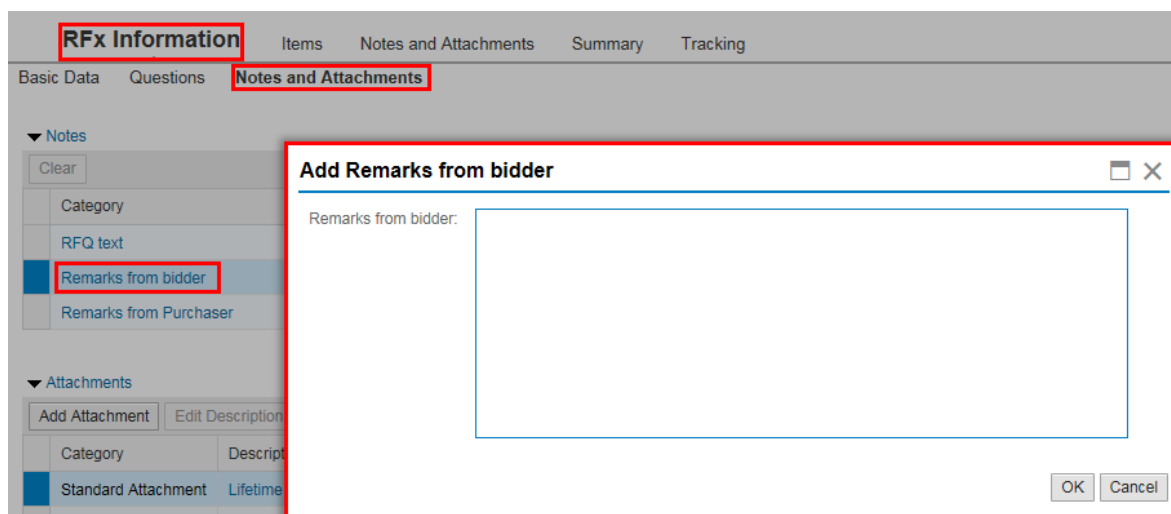 RFx Information Items Notes and Attachments Summary Tracking
Basic Data Questions Notes and Attachments
Notes
Clear
Category
RFQ text
Remarks from bidder
Remarks from Purchaser
Attachments
Add Attachment Edit Description
Category Descript
Standard Attachment Lifetime
Add Remarks from bidder
Remarks from bidder:
OK Cancel